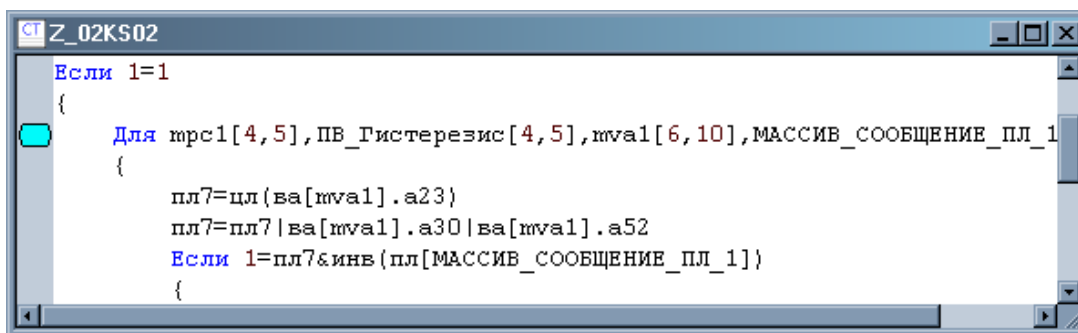 CT Z_02KS02
Если 1=1
{
Для mpc1[4,5],ПВ_Гистерезис[4,5],mva1[6,10],МАССИВ_СООБЩЕНИЕ_ПЛ_1
{
пл7=цл(ва[mva1].a23)
пл7=пл7|ва[mva1].a30|ва[mva1].a52
Если 1=пл7&инв(пл[МАССИВ_СООБЩЕНИЕ_ПЛ_1])
{